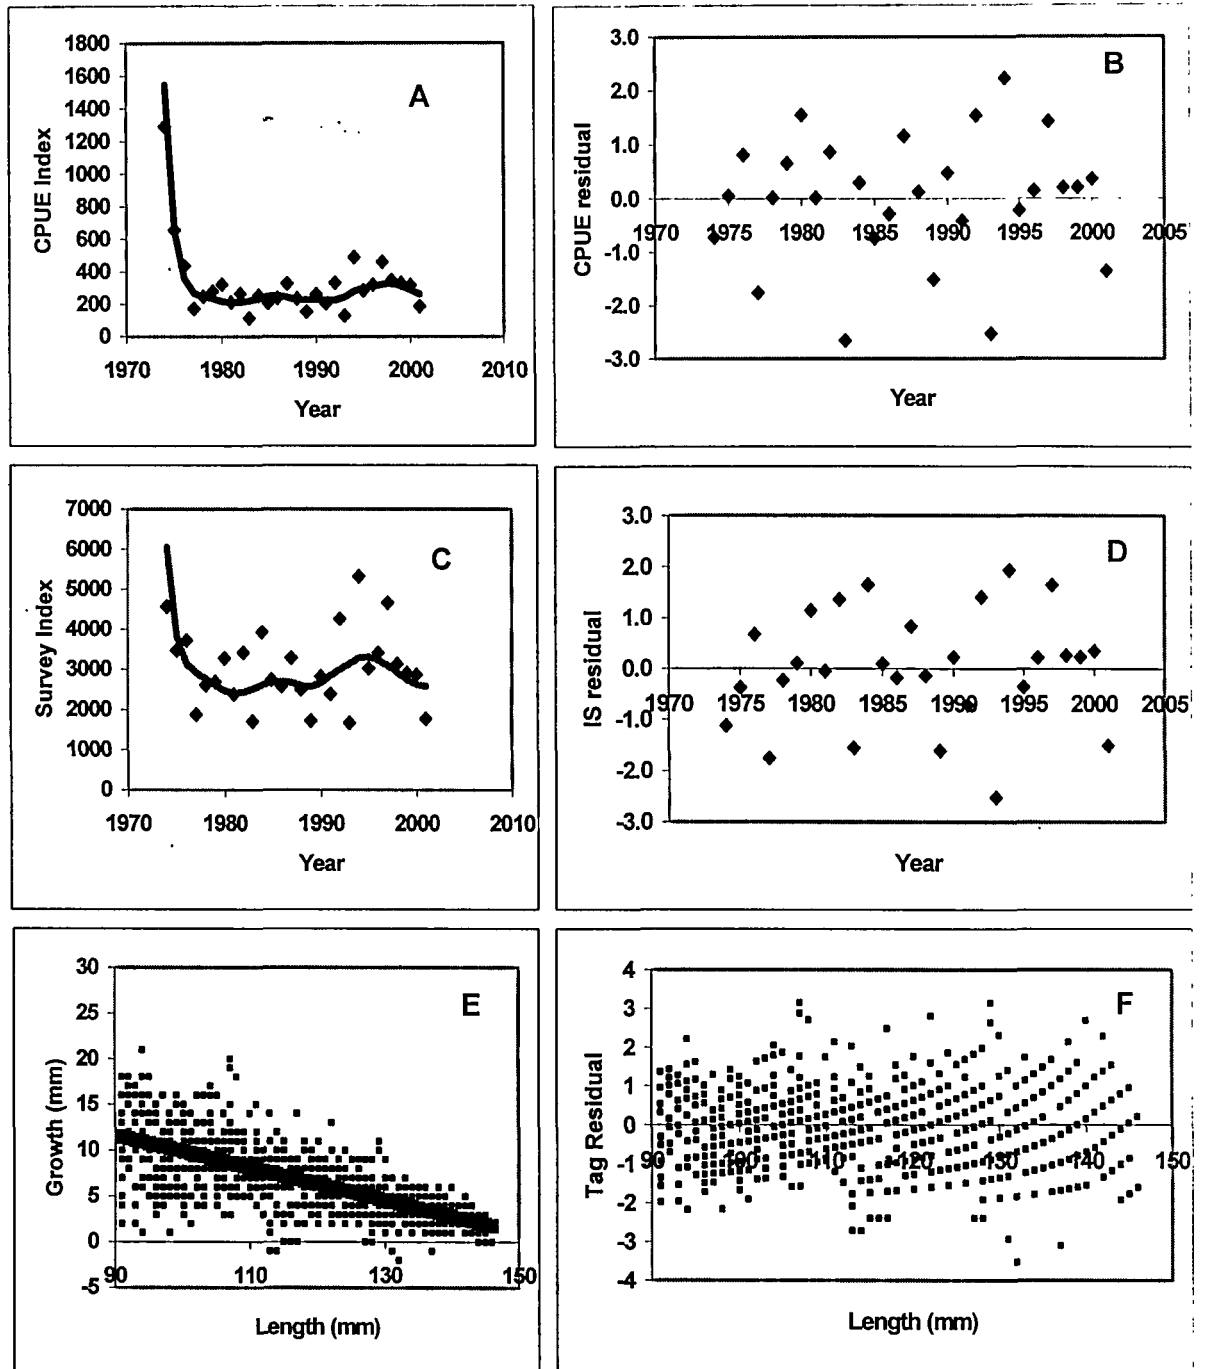 1800
1600
1400
1200
1000
800
600
400
200
0
CPUE Index
A
1970 1980 1990 2000 2010
Year
3.0
2.0
1.0
0.0
-1.0
-2.0
-3.0
CPUE residual
B
1970 1975 1980 1985 1990 1995 2000 2005
Year
7000
6000
5000
4000
3000
2000
1000
0
Survey Index
C
1970 1980 1990 2000 2010
Year
3.0
2.0
1.0
0.0
-1.0
-2.0
-3.0
IS residual
D
1970 1975 1980 1985 1990 1995 2000 2005
Year
30
25
20
15
10
5
0
-5
Growth (mm)
E
90 110 130 150
Length (mm)
4
3
2
1
0
-1
-2
-3
-4
Tag Residual
F
90 100 110 120 130 140 150
Length (mm)